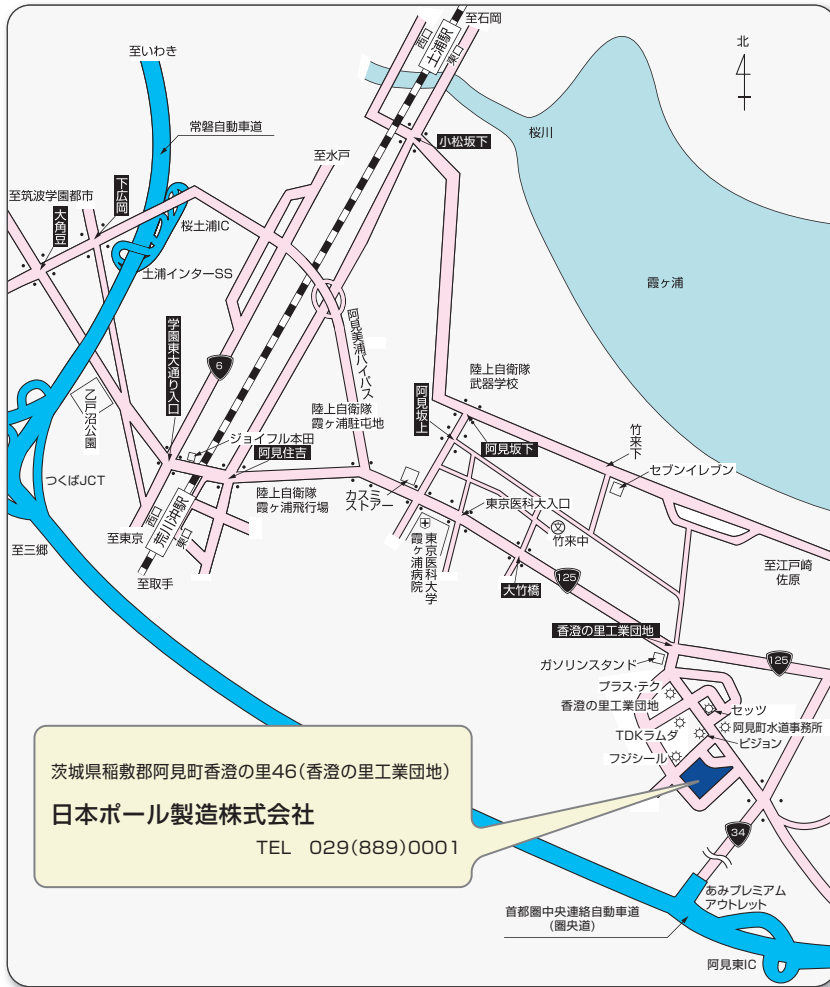 至石岡
西口
土浦駅
東口
北
至いわき
常磐自動車道
小松坂下
桜川
至水戸
至筑波学園都市
下広岡
大角豆
桜土浦IC
土浦インターSS
霞ヶ浦
学園東大通り入口
6
阿見美浦バイパス
陸上自衛隊
武器学校
乙戸沼公園
陸上自衛隊
霞ヶ浦駐屯地
阿見坂上
ジョイフル本田
阿見住吉
阿見坂下
竹来下
セブンイレブン
つくばJCT
陸上自衛隊
霞ヶ浦飛行場
カスミ
ストアー
東京医科大入口
西口
荒川沖駅
東口
至東京
至三郷
至取手
東京医科大学
霞ヶ浦病院
文
竹来中
大竹橋
125
至江戸崎
佐原
香澄の里工業団地
125
ガソリンスタンド
プラス・テク
香澄の里工業団地
セッツ
阿見町水道事務所
TDKラムダ
ピジョン
フジシール
茨城県稲敷郡阿見町香澄の里46(香澄の里工業団地)
日本ポール製造株式会社
TEL 029(889)0001
34
あみプレミアム
アウトレット
首都圏中央連絡自動車道
(圏央道)
阿見東IC